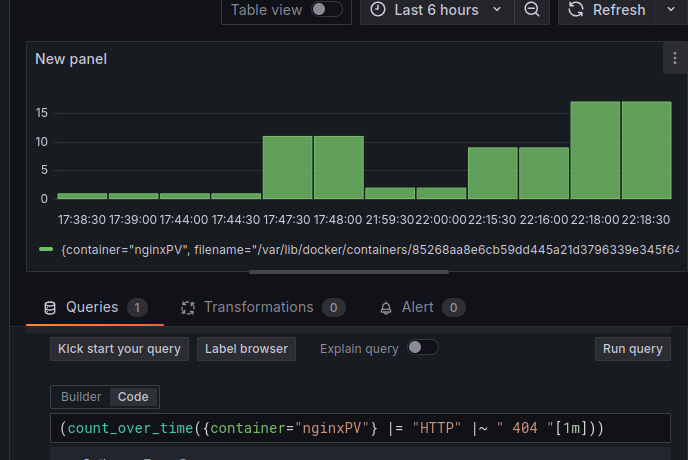 Table view Last 6 hours Refresh
New panel
15
10
5
0
17:38:30 17:39:00 17:44:00 17:44:30 17:47:30 17:48:00 21:59:30 22:00:00 22:15:30 22:16:00 22:18:00 22:18:30
{container="nginxPV", filename="/var/lib/docker/containers/85268aa8e6cb59dd445a21d3796339e345f64
Queries 1 Transformations 0 Alert 0
Kick start your query Label browser Explain query Run query
Builder Code
(count_over_time({container="nginxPV"} |= "HTTP" |~ " 404 "[1m]))